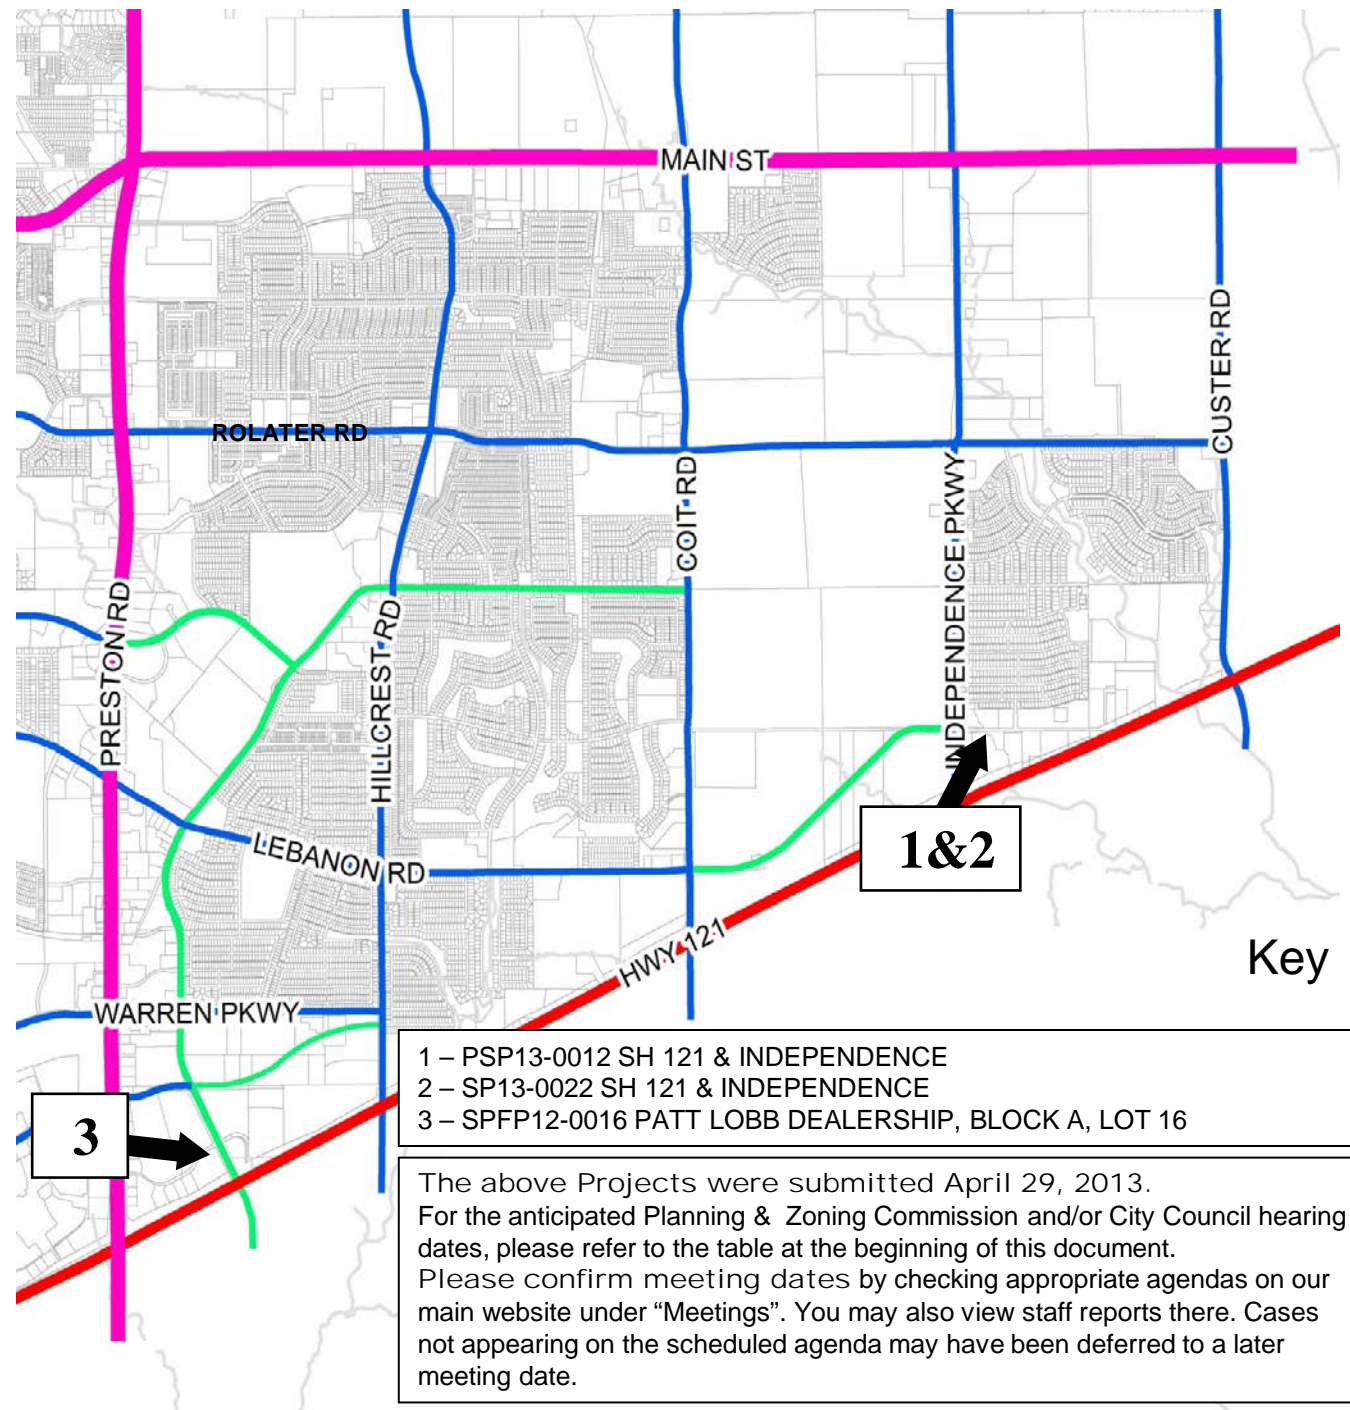 MAIN ST
CUSTER RD
ROLATER RD
COIT RD
INDEPENDENCE PKWY
PRESTON RD
HILLCREST RD
1&2
LEBANON RD
HWY 121
Key
WARREN PKWY
3
1 – PSP13-0012 SH 121 & INDEPENDENCE
2 – SP13-0022 SH 121 & INDEPENDENCE
3 – SPFP12-0016 PATT LOBB DEALERSHIP, BLOCK A, LOT 16
The above Projects were submitted April 29, 2013.
For the anticipated Planning & Zoning Commission and/or City Council hearing
dates, please refer to the table at the beginning of this document.
Please confirm meeting dates by checking appropriate agendas on our
main website under “Meetings”. You may also view staff reports there. Cases
not appearing on the scheduled agenda may have been deferred to a later
meeting date.